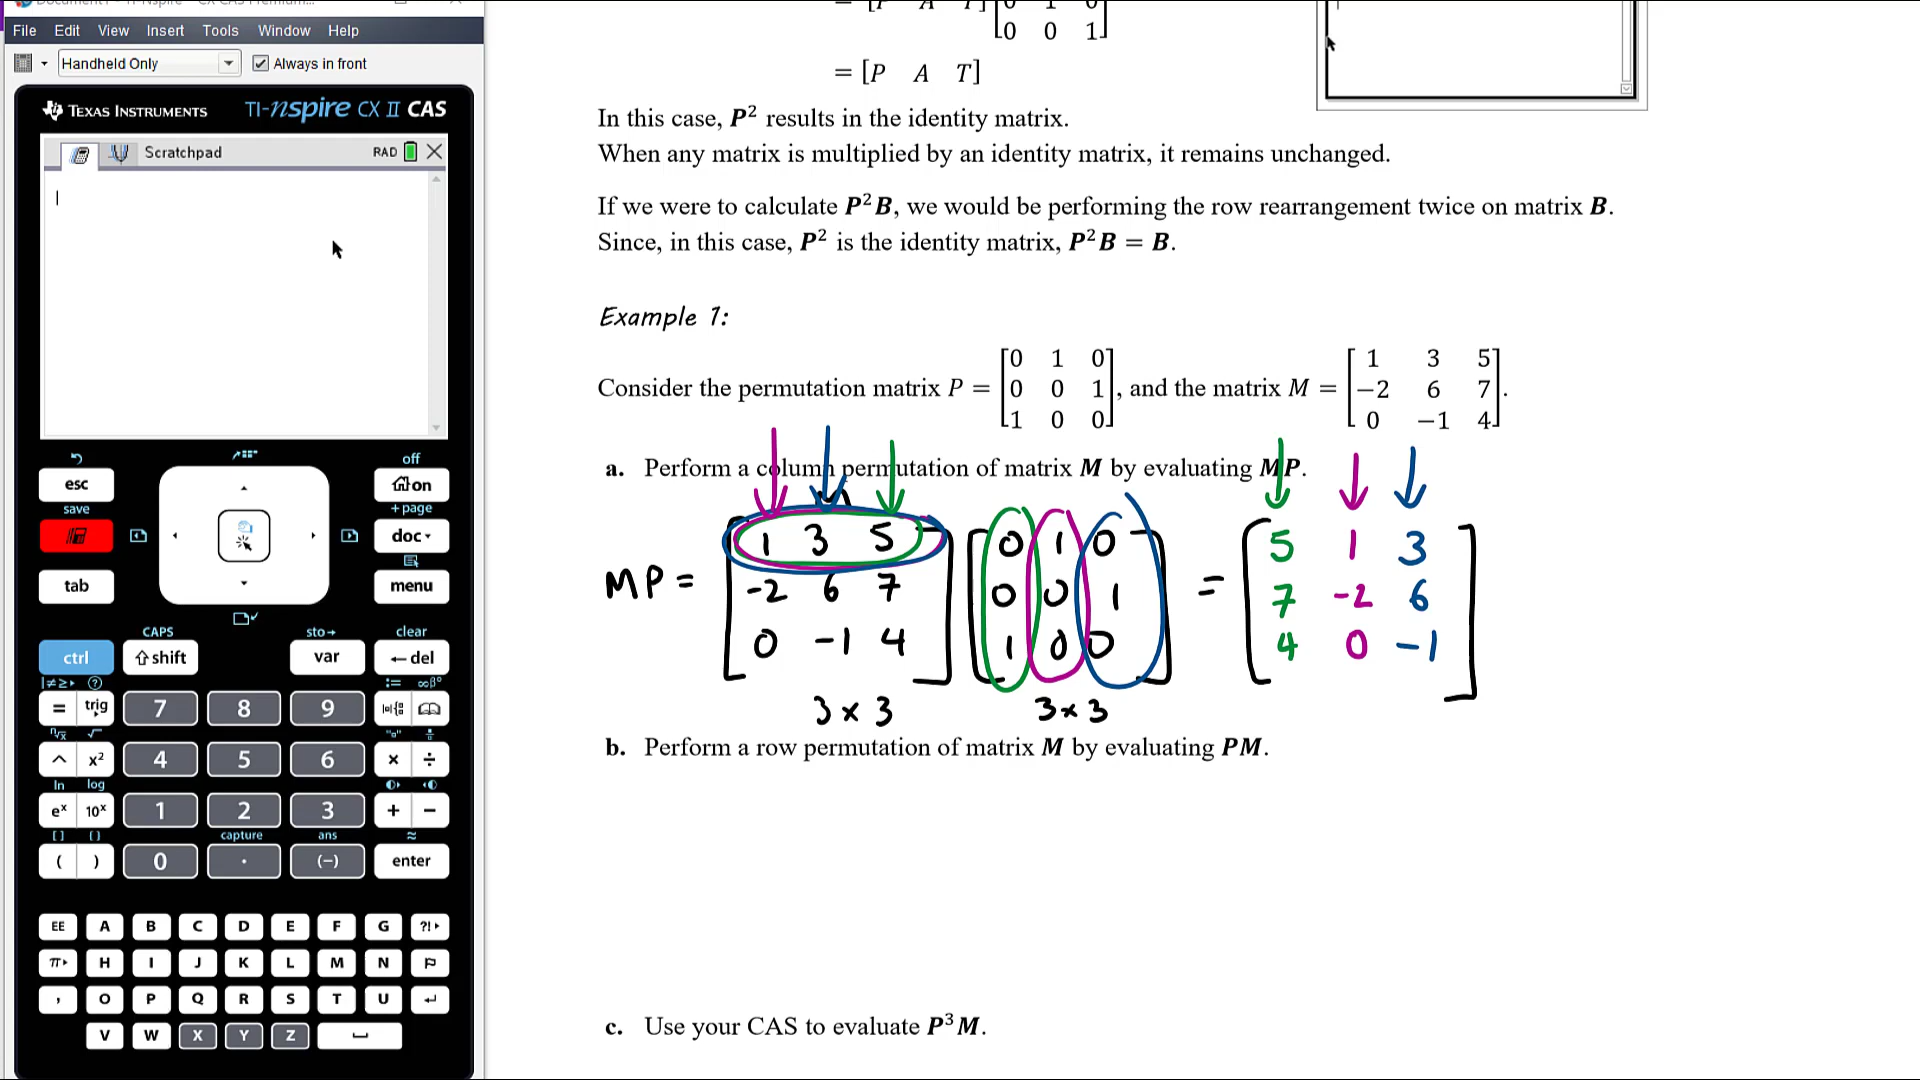 File Edit View Insert Tools Window Help
Handheld Only Always in front
TEXAS INSTRUMENTS TI-nspire CX II CAS
Scratchpad RAD
off
esc on
save + page
doc
tab menu
CAPS sto→ clear
ctrl ⇧shift var ←del
= trig 7 8 9
^ x² 4 5 6 × ÷
ln log
eˣ 10ˣ 1 2 3 + −
[ ] ( ) capture ans ≈
( ) 0 . (−) enter
EE A B C D E F G ?!▸
π▸ H I J K L M N
, O P Q R S T U ↵
V W X Y Z
= [P A T] [0 1 0
0 0 1]
= [P A T]
In this case, P² results in the identity matrix.
When any matrix is multiplied by an identity matrix, it remains unchanged.
If we were to calculate P²B, we would be performing the row rearrangement twice on matrix B.
Since, in this case, P² is the identity matrix, P²B = B.
Example 1:
[0 1 0] [1 3 5]
Consider the permutation matrix P = [0 0 1], and the matrix M = [−2 6 7].
[1 0 0] [0 −1 4]
a. Perform a column permutation of matrix M by evaluating MP.
[1 3 5] [0 1 0] [5 1 3]
MP = [-2 6 7] [0 0 1] = [7 -2 6]
[0 -1 4] [1 0 0] [4 0 -1]
3 × 3 3 × 3
b. Perform a row permutation of matrix M by evaluating PM.
c. Use your CAS to evaluate P³M.